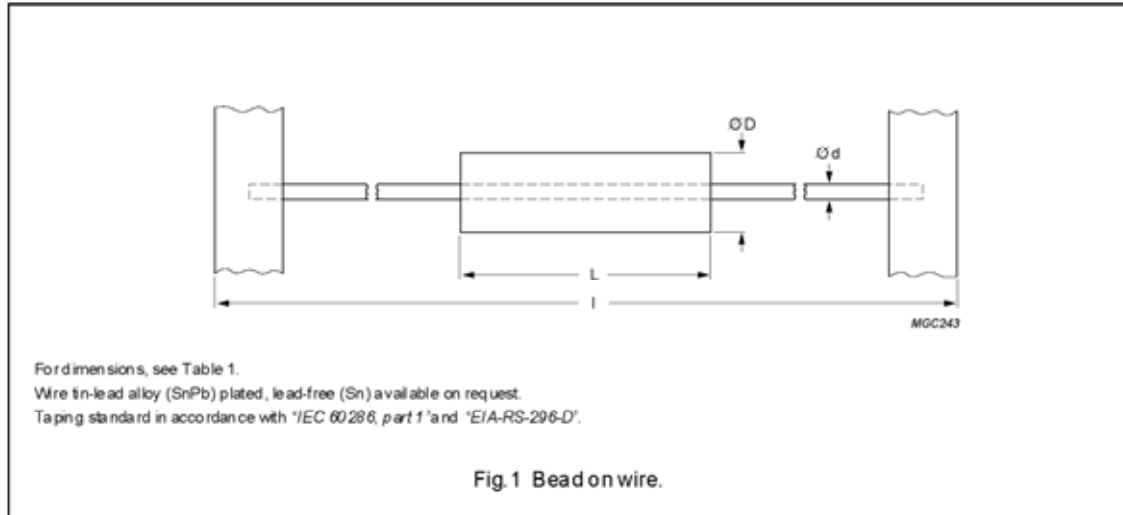 ØD
Ød
L
l
MGC243
For dimensions, see Table 1.
Wire tin-lead alloy (SnPb) plated, lead-free (Sn) available on request.
Taping standard in accordance with "IEC 60286, part 1" and "EIA-RS-296-D".
Fig.1 Bead on wire.